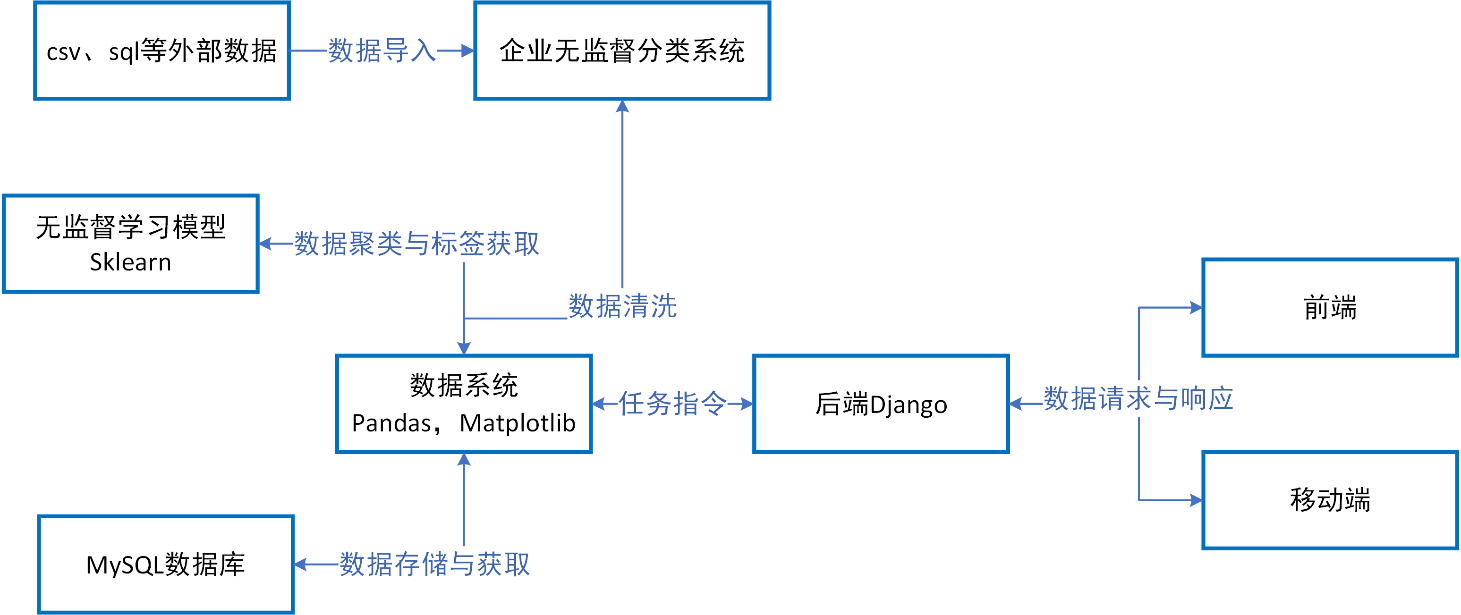 csv、sql等外部数据
数据导入
企业无监督分类系统
无监督学习模型
Sklearn
数据聚类与标签获取
数据清洗
前端
数据系统
Pandas，Matplotlib
任务指令
后端Django
数据请求与响应
移动端
MySQL数据库
数据存储与获取